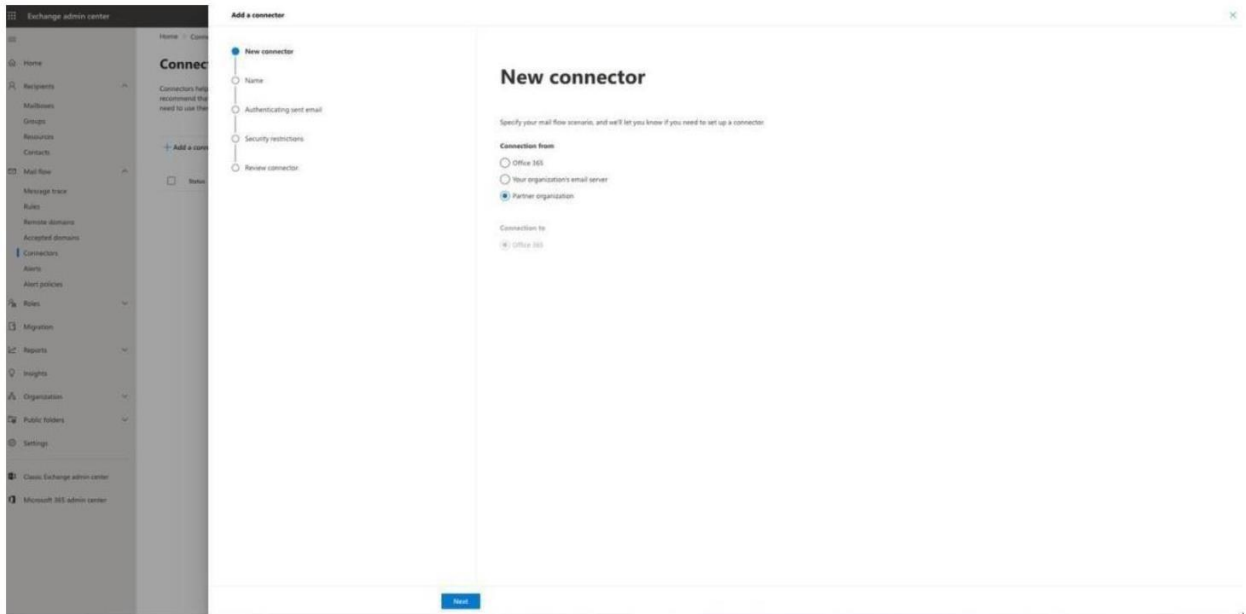 Exchange admin center
Add a connector
Home
Recipients
Mailboxes
Groups
Resources
Contacts
Mail flow
Message trace
Rules
Remote domains
Accepted domains
Connectors
Alerts
Alert policies
Roles
Migration
Reports
Insights
Organization
Public folders
Settings
Classic Exchange admin center
Microsoft 365 admin center
Home > Conn
Connec
Connectors help
recommend tha
need to use the
+ Add a conn
Status
New connector
Name
Authenticating sent email
Security restrictions
Review connector
New connector
Specify your mail flow scenario, and we'll let you know if you need to set up a connector.
Connection from
Office 365
Your organization's email server
Partner organization
Connection to
Office 365
Next